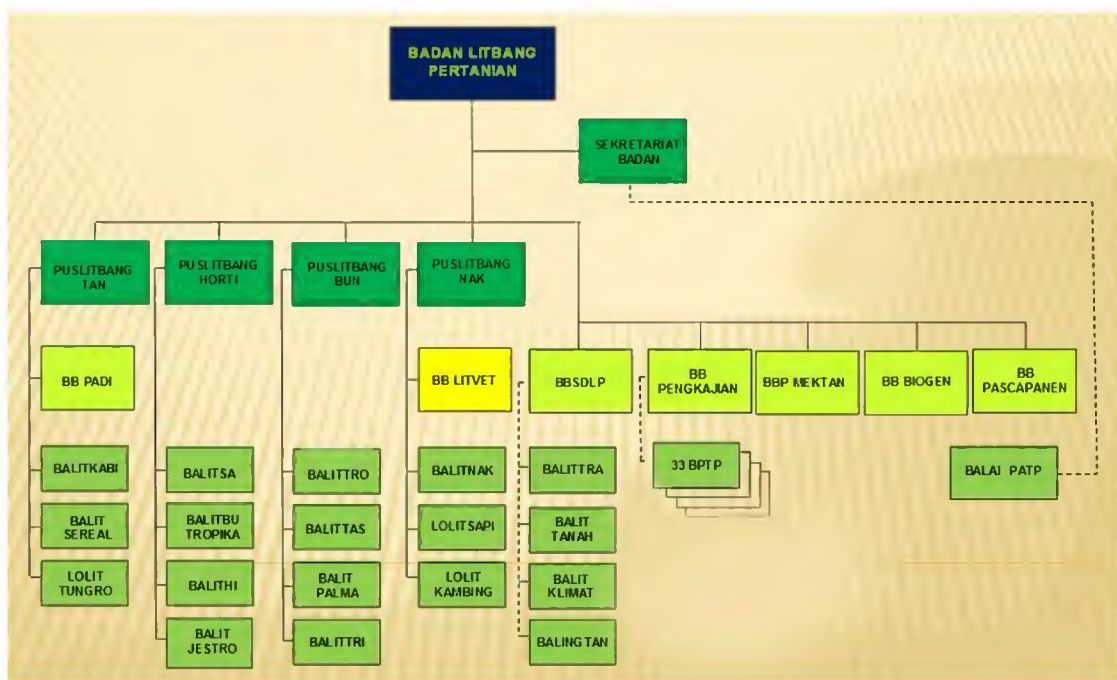 BADAN LITBANG
PERTANIAN
SEKRETARIAT
BADAN
PUSLITBANG
TAN
PUSLITBANG
HORTI
PUSLITBANG
BUN
PUSLITBANG
NAK
BB PADI
BB LITVET
BBSDLP
BB
PENGKAJIAN
BBP MEKTAN
BB BIOGEN
BB
PASCAPANEN
BALITKABI
BALITSA
BALITTRO
BALITNAK
BALITTRA
33 BPTP
BALAI PATP
BALIT
SEREAL
BALITBU
TROPIKA
BALITTAS
LOLITSAPI
BALIT
TANAH
LOLIT
TUNGRO
BALITHI
BALIT
PALMA
LOLIT
KAMBING
BALIT
KLIMAT
BALIT
JESTRO
BALITTRI
BALINGTAN